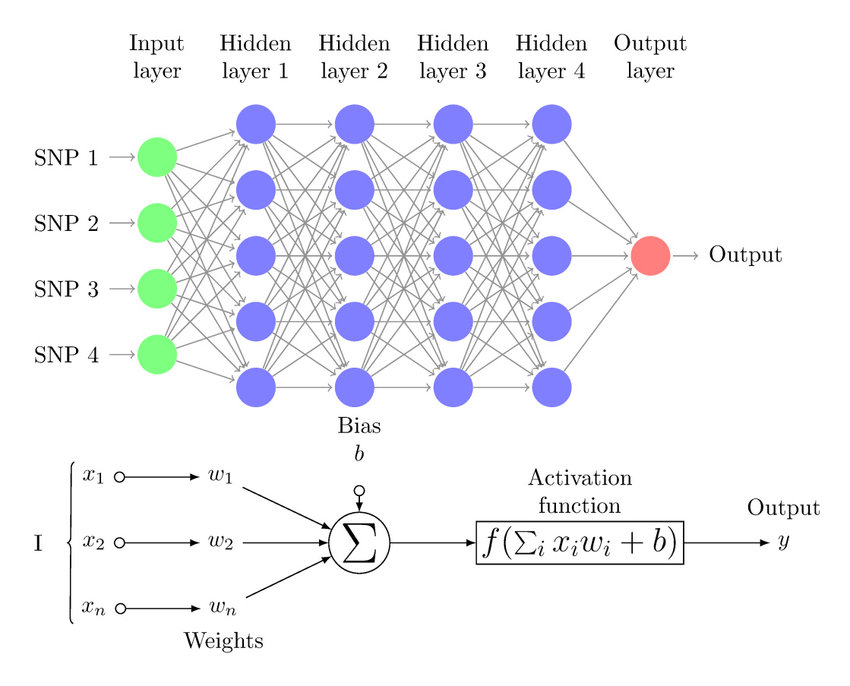 Input layer
Hidden layer 1
Hidden layer 2
Hidden layer 3
Hidden layer 4
Output layer
SNP 1
SNP 2
SNP 3
SNP 4
Output
Bias
b
I
x₁
w₁
x₂
w₂
xₙ
wₙ
Weights
∑
Activation
function
f(∑ᵢ xᵢwᵢ + b)
Output
y